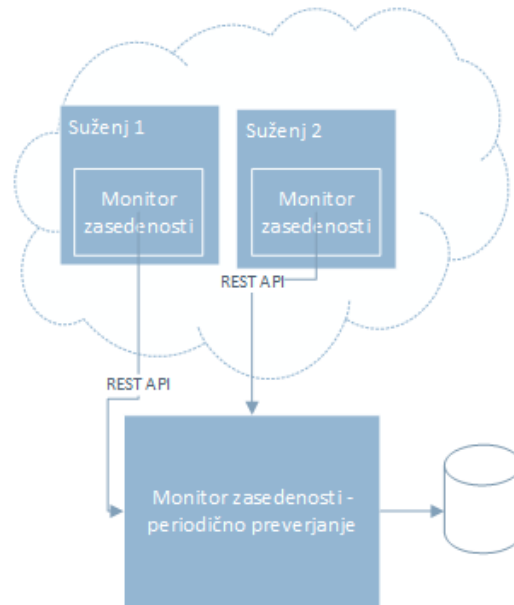 Suženj 1
Monitor
zasedenosti
Suženj 2
Monitor
zasedenosti
REST API
REST API
Monitor zasedenosti -
periodično preverjanje